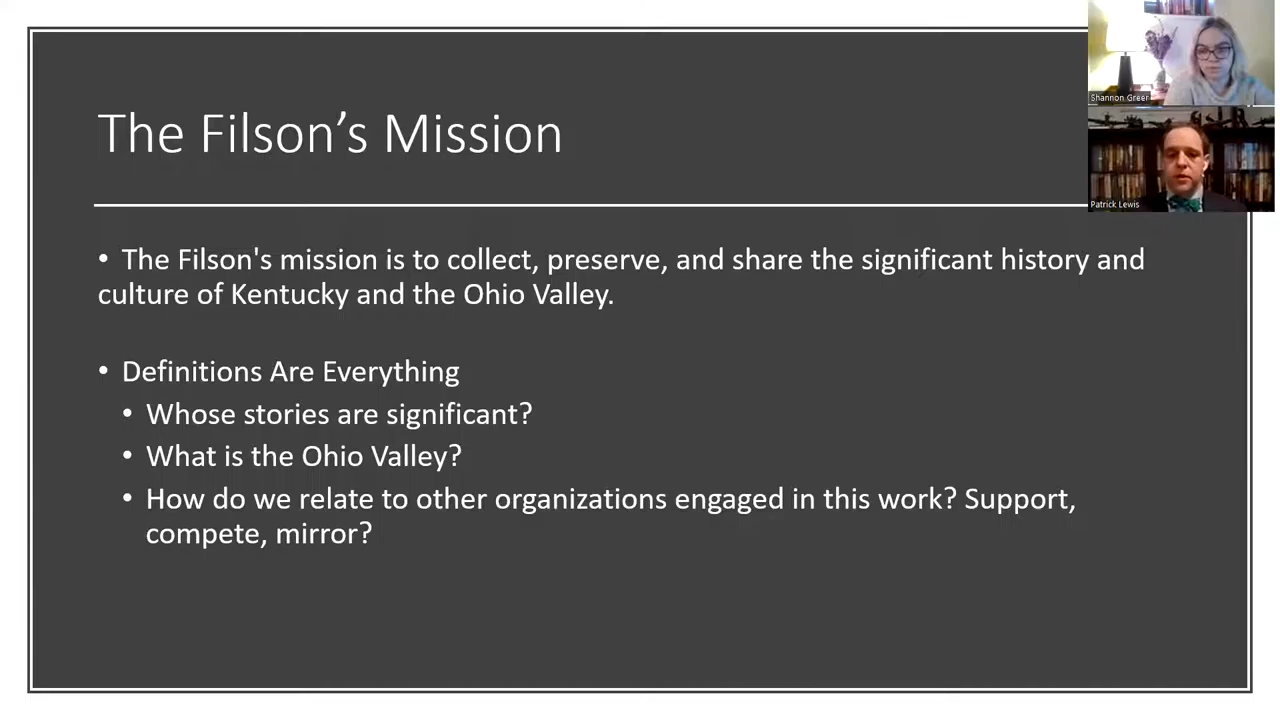 The Filson’s Mission
• The Filson's mission is to collect, preserve, and share the significant history and
culture of Kentucky and the Ohio Valley.
• Definitions Are Everything
• Whose stories are significant?
• What is the Ohio Valley?
• How do we relate to other organizations engaged in this work? Support,
compete, mirror?
Shannon Greer
Patrick Lewis